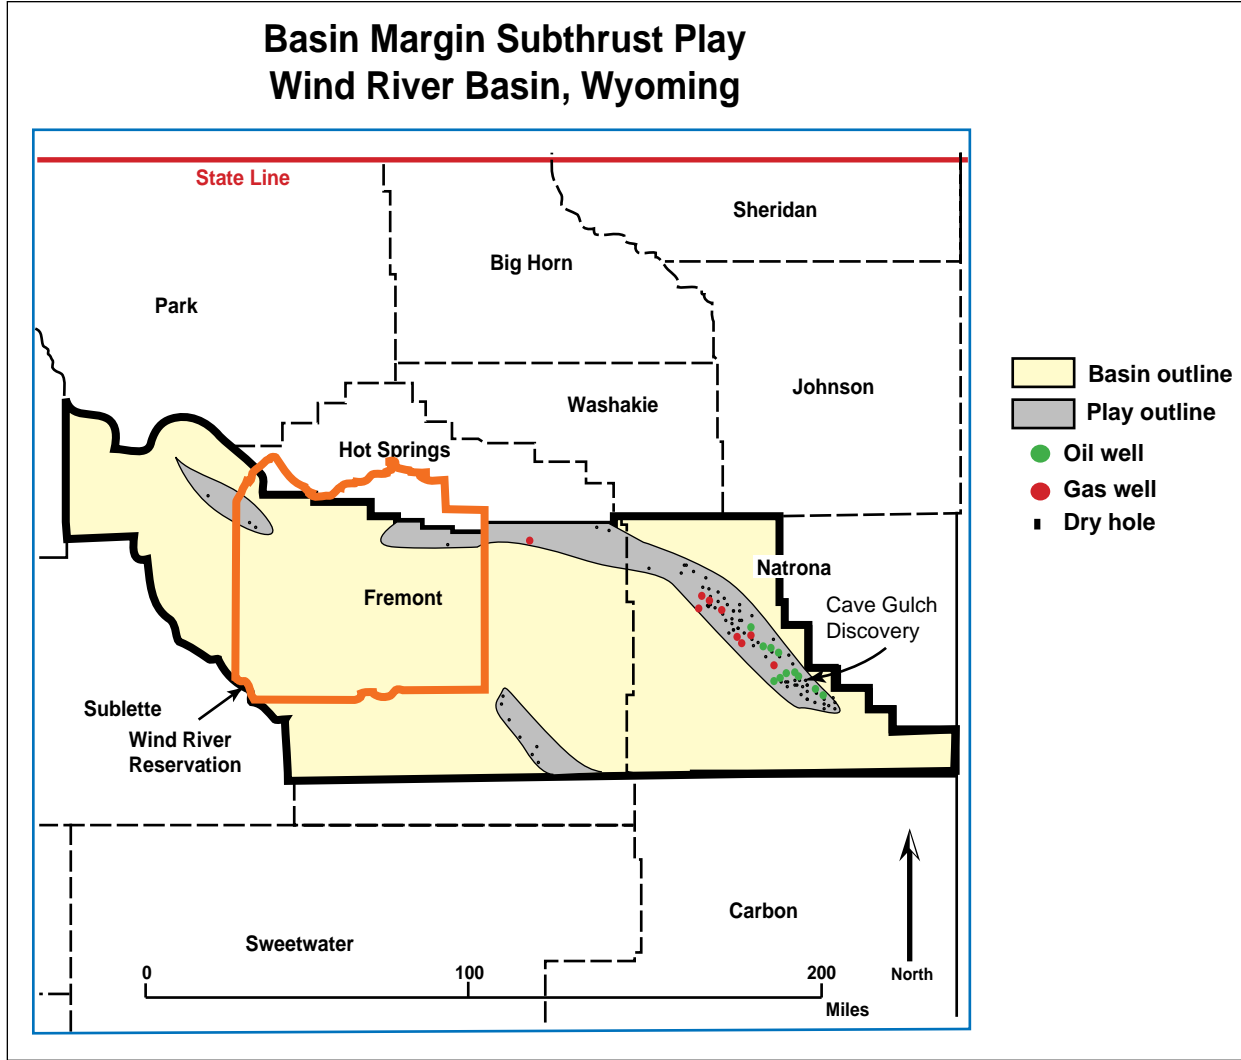 Basin Margin Subthrust Play
Wind River Basin, Wyoming
State Line
Sheridan
Big Horn
Park
Johnson
Washakie
Hot Springs
Natrona
Fremont
Cave Gulch
Discovery
Sublette
Wind River
Reservation
Carbon
Sweetwater
0
100
200
Miles
North
Basin outline
Play outline
Oil well
Gas well
Dry hole